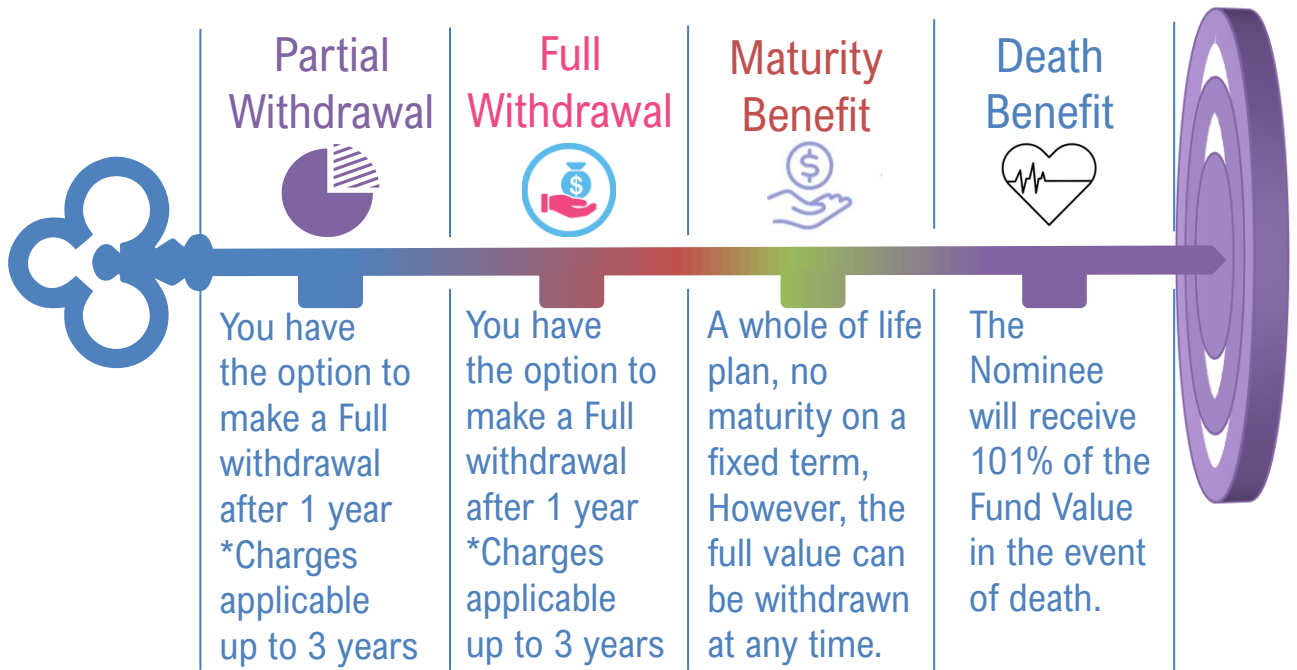 Partial
Withdrawal
You have
the option to
make a Full
withdrawal
after 1 year
*Charges
applicable
up to 3 years
Full
Withdrawal
$
You have
the option to
make a Full
withdrawal
after 1 year
*Charges
applicable
up to 3 years
Maturity
Benefit
$
A whole of life
plan, no
maturity on a
fixed term,
However, the
full value can
be withdrawn
at any time.
Death
Benefit
The
Nominee
will receive
101% of the
Fund Value
in the event
of death.